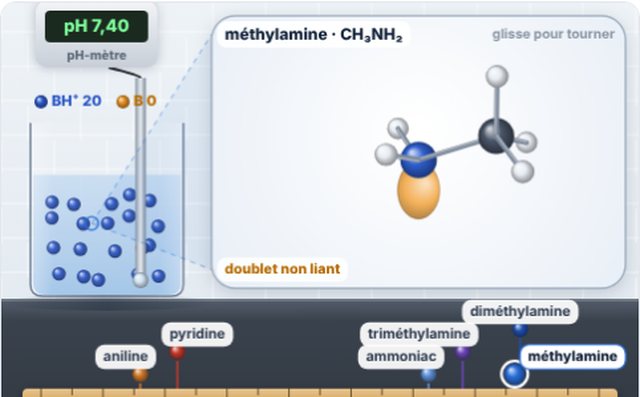 pH 7,40
pH-mètre
BH⁺ 20
B 0
méthylamine · CH₃NH₂
glisse pour tourner
doublet non liant
diméthylamine
pyridine
triméthylamine
aniline
ammoniac
méthylamine